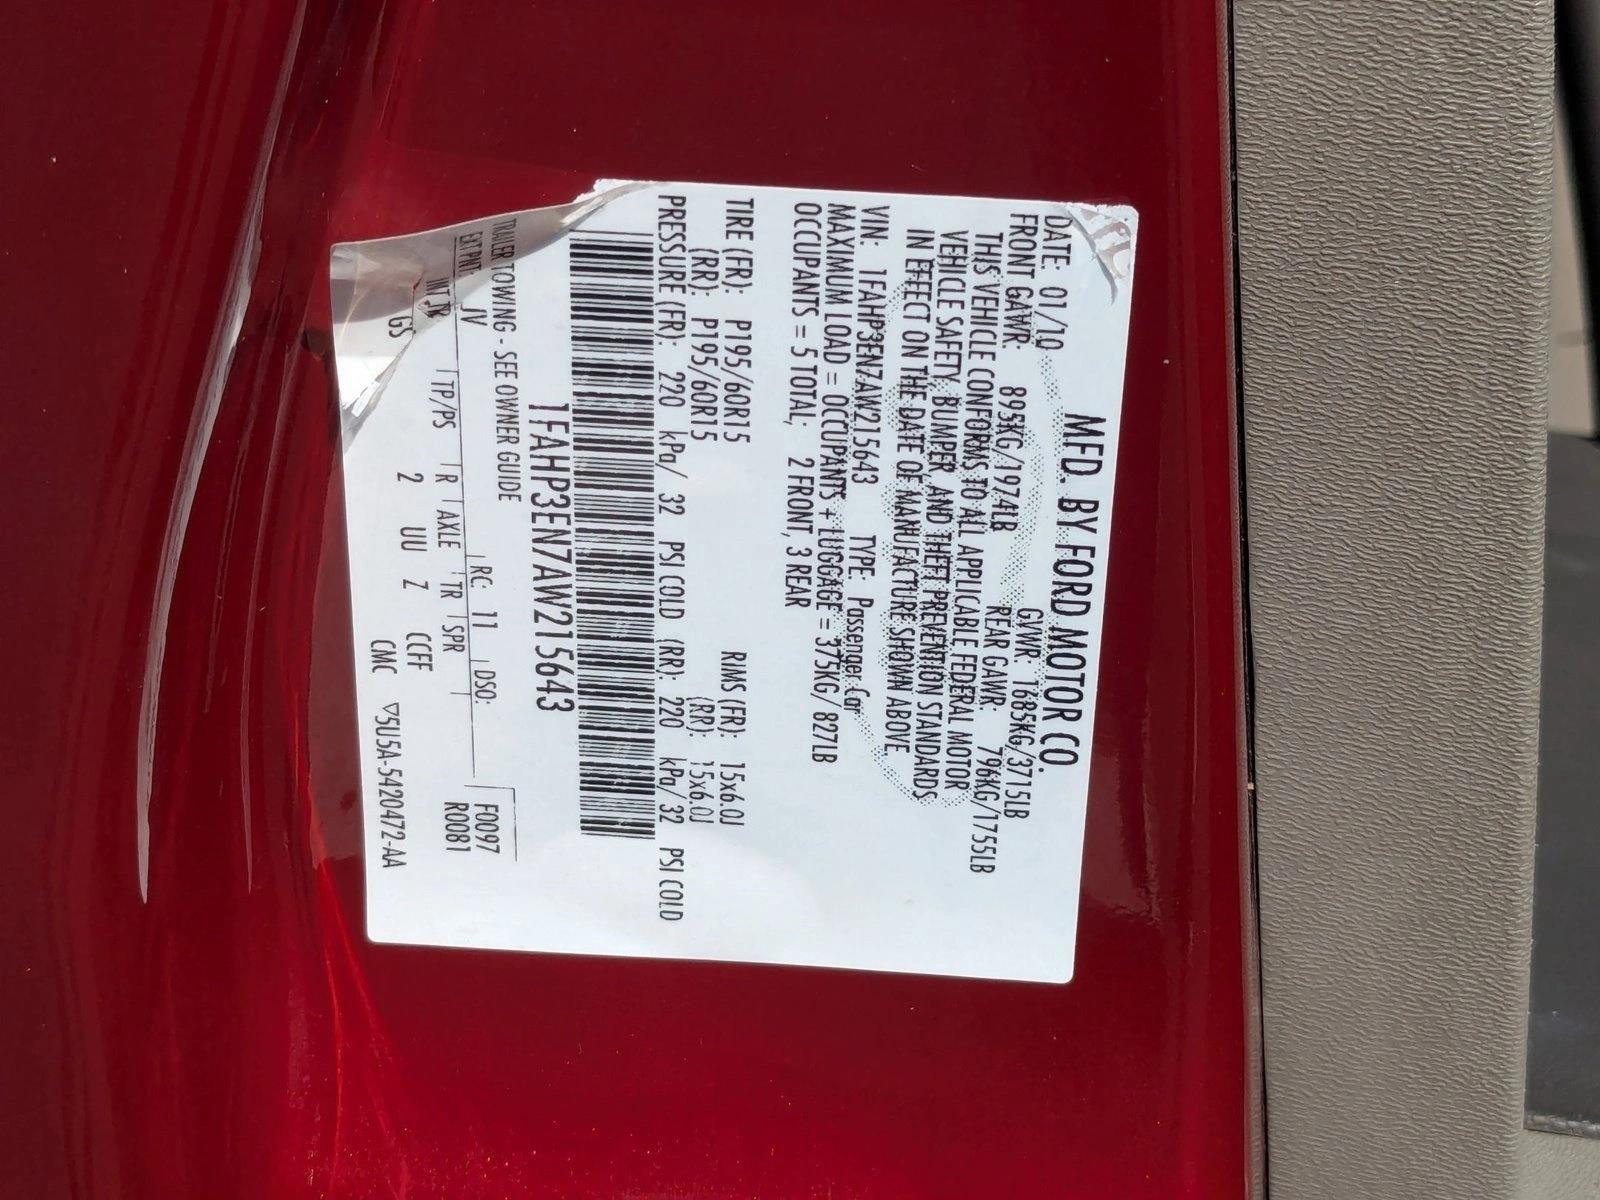 MFD. BY FORD MOTOR CO.
DATE: 01/10 GVWR: 1685KG/3715LB
FRONT GAWR: 895KG/1974LB REAR GAWR: 796KG/1755LB
THIS VEHICLE CONFORMS TO ALL APPLICABLE FEDERAL MOTOR
VEHICLE SAFETY, BUMPER, AND THEFT PREVENTION STANDARDS
IN EFFECT ON THE DATE OF MANUFACTURE SHOWN ABOVE.
VIN: 1FAHP3EN7AW215643 TYPE: Passenger Car
MAXIMUM LOAD = OCCUPANTS + LUGGAGE = 375KG/ 827LB
OCCUPANTS = 5 TOTAL, 2 FRONT, 3 REAR
TIRE (FR): P195/60R15 RIMS (FR): 15x6.0J
(RR): P195/60R15 (RR): 15x6.0J
PRESSURE (FR): 220 kPa/ 32 PSI COLD (RR): 220 kPa/ 32 PSI COLD
1FAHP3EN7AW215643
TRAILER TOWING - SEE OWNER GUIDE
EXT PNT: JV RC: 11 DSO: F0097
INT TR TP/PS R AXLE TR SPR R0081
GS 2 UU Z CCFF
CMC ▽5U5A-5420472-AA